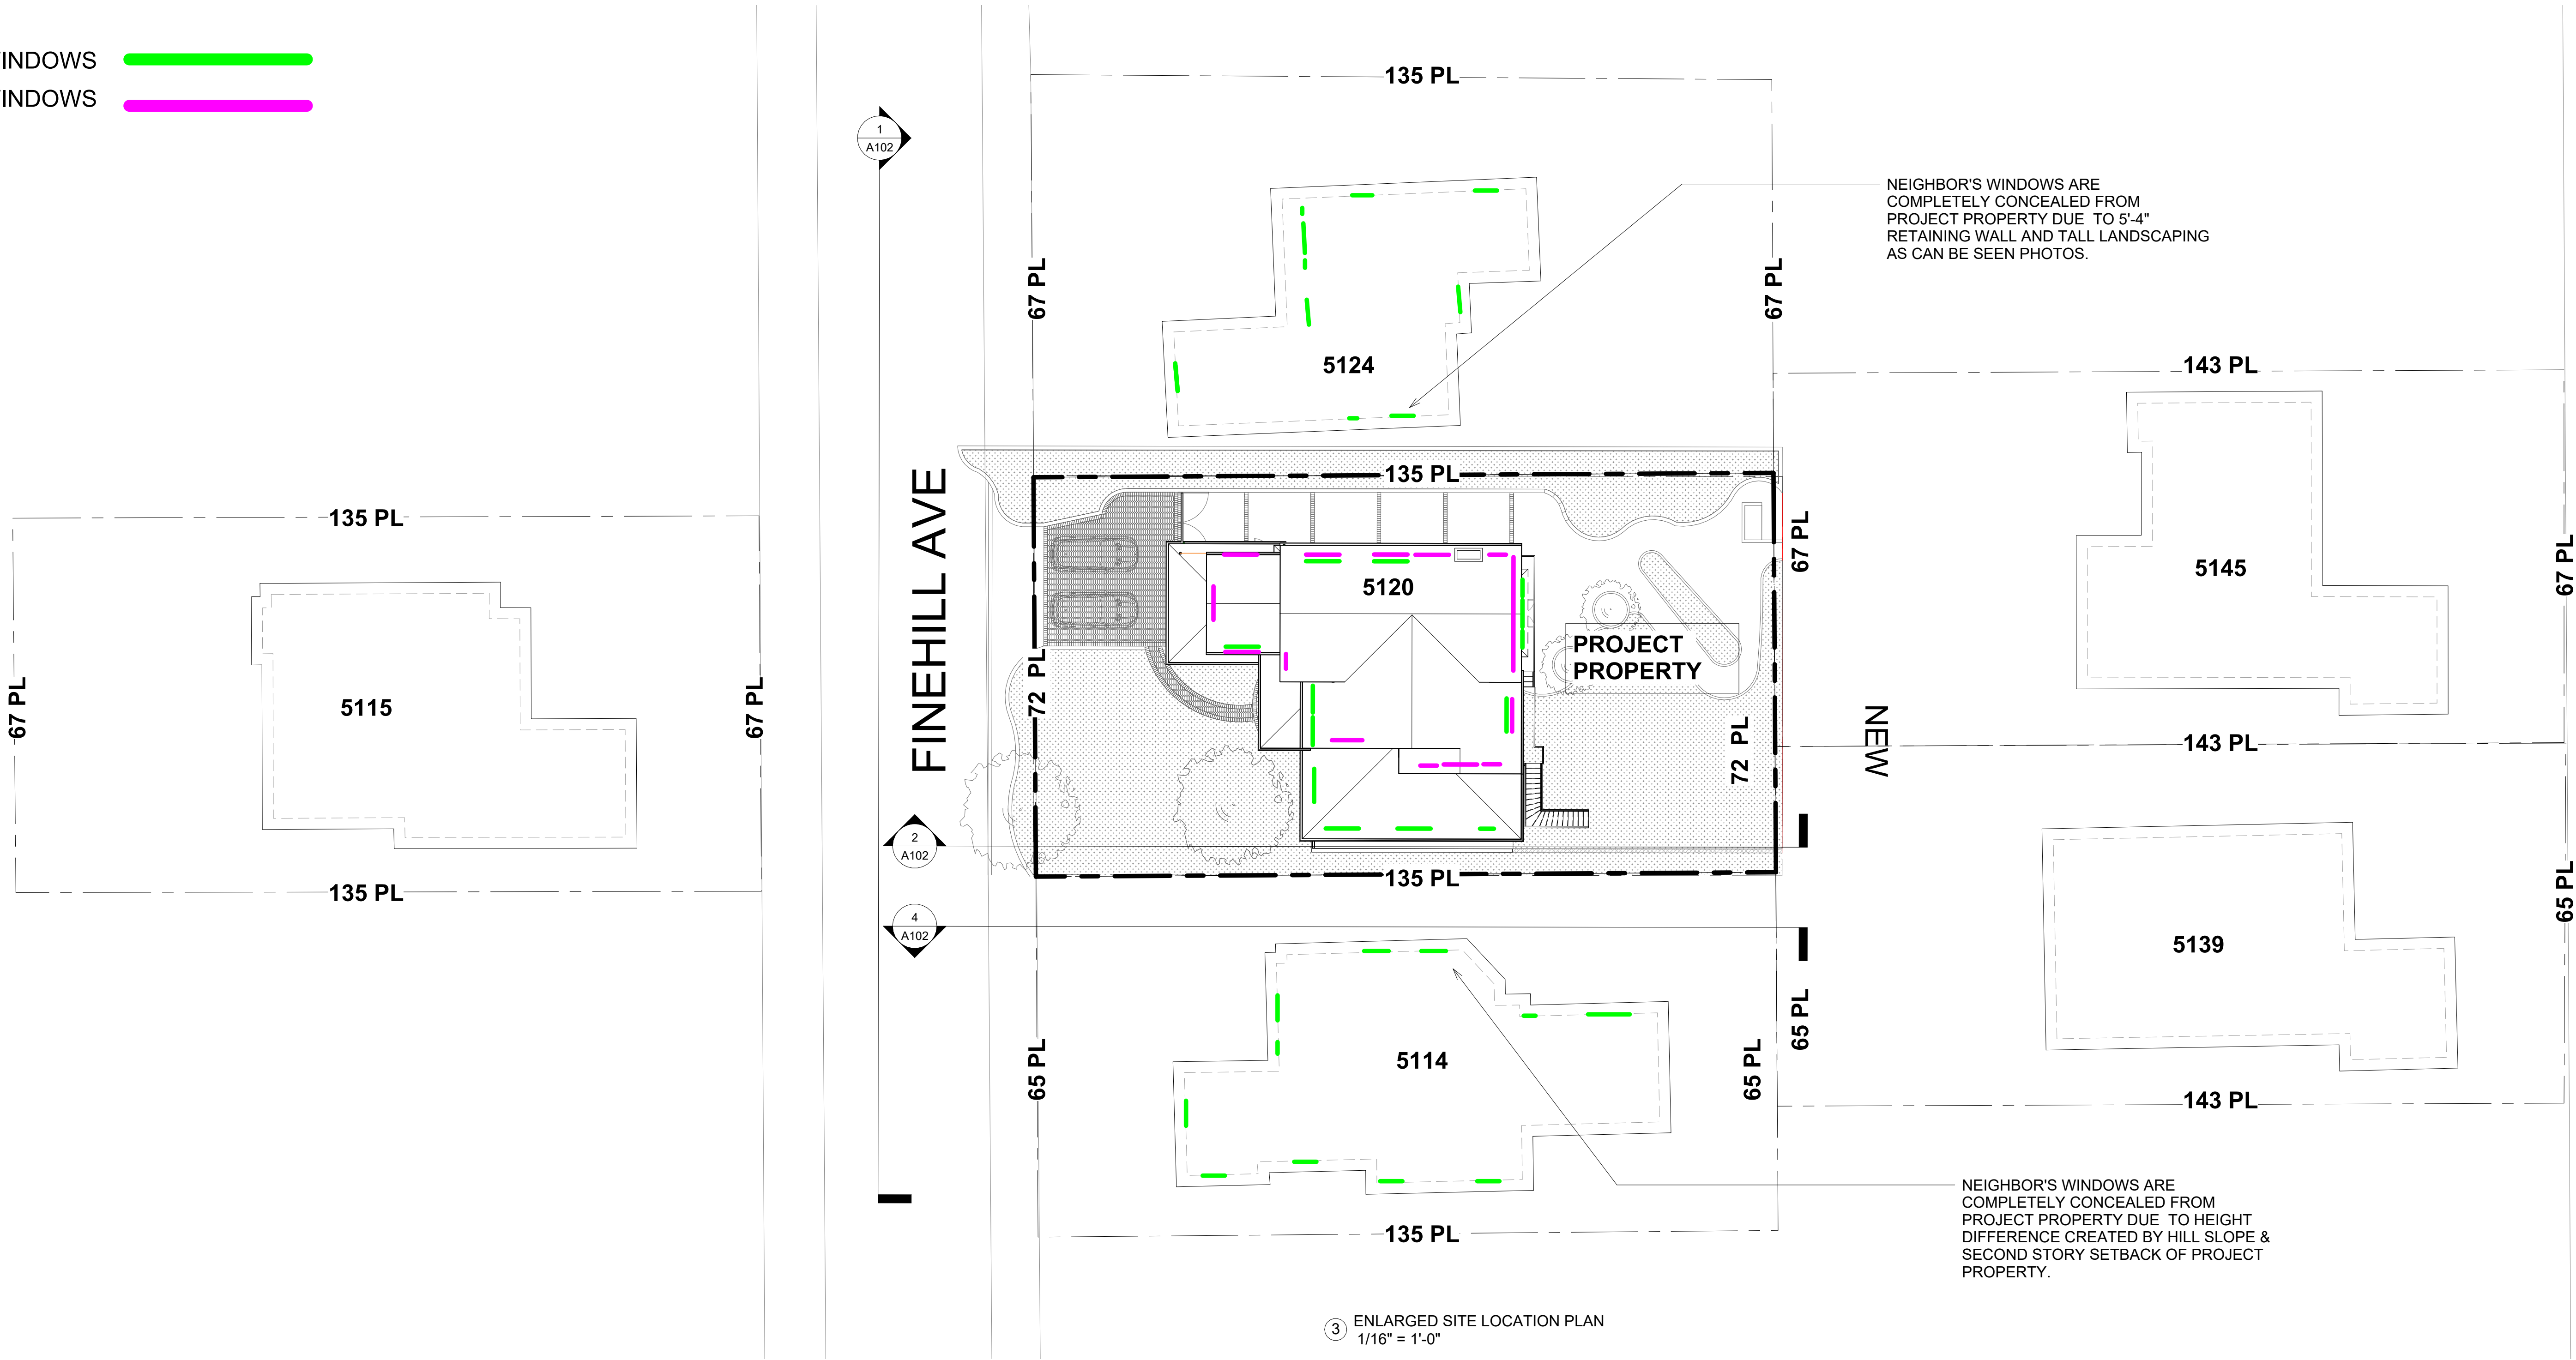 INDOWS
INDOWS
135 PL
1
A102
NEIGHBOR'S WINDOWS ARE
COMPLETELY CONCEALED FROM
PROJECT PROPERTY DUE TO 5'-4"
RETAINING WALL AND TALL LANDSCAPING
AS CAN BE SEEN PHOTOS.
67 PL
67 PL
5124
143 PL
135 PL
135 PL
67 PL
67 PL
5120
5145
FINEHILL AVE
PROJECT
PROPERTY
67 PL
5115
67 PL
72 PL
72 PL
NEW
143 PL
2
A102
135 PL
135 PL
65 PL
4
A102
5139
65 PL
5114
65 PL
65 PL
143 PL
NEIGHBOR'S WINDOWS ARE
COMPLETELY CONCEALED FROM
PROJECT PROPERTY DUE TO HEIGHT
DIFFERENCE CREATED BY HILL SLOPE &
SECOND STORY SETBACK OF PROJECT
PROPERTY.
135 PL
3
ENLARGED SITE LOCATION PLAN
1/16" = 1'-0"